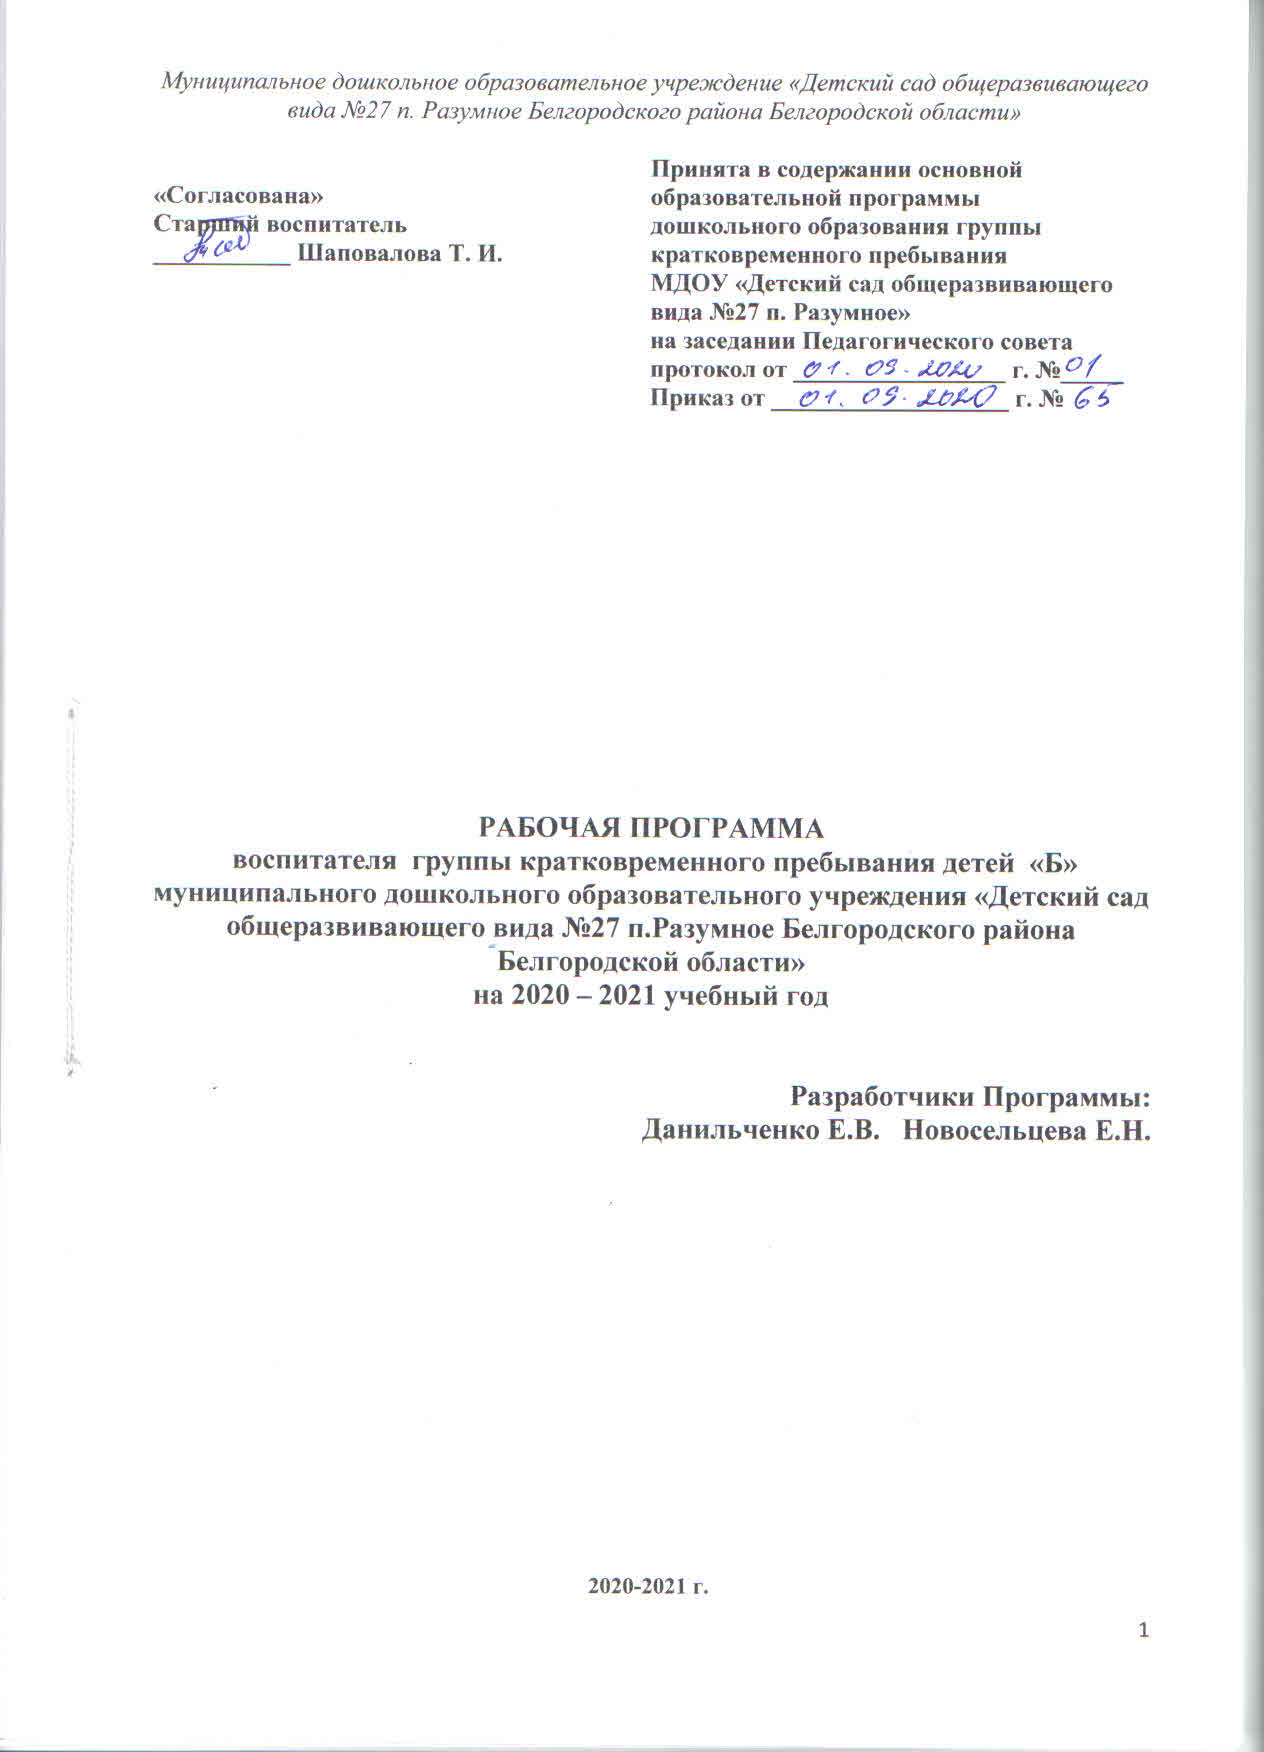 Муниципальное дошкольное образовательное учреждение «Детский сад общеразвивающего
вида №27 п. Разумное Белгородского района Белгородской области»
«Согласована»
Старший воспитатель
____________ Шаповалова Т. И.
Принята в содержании основной
образовательной программы
дошкольного образования группы
кратковременного пребывания
МДОУ «Детский сад общеразвивающего
вида №27 п. Разумное»
на заседании Педагогического совета
протокол от 01. 09. 2020 г. № 01
Приказ от 01. 09. 2020 г. № 65
РАБОЧАЯ ПРОГРАММА
воспитателя группы кратковременного пребывания детей «Б»
муниципального дошкольного образовательного учреждения «Детский сад
общеразвивающего вида №27 п.Разумное Белгородского района
Белгородской области»
на 2020 – 2021 учебный год
Разработчики Программы:
Данильченко Е.В. Новосельцева Е.Н.
2020-2021 г.
1